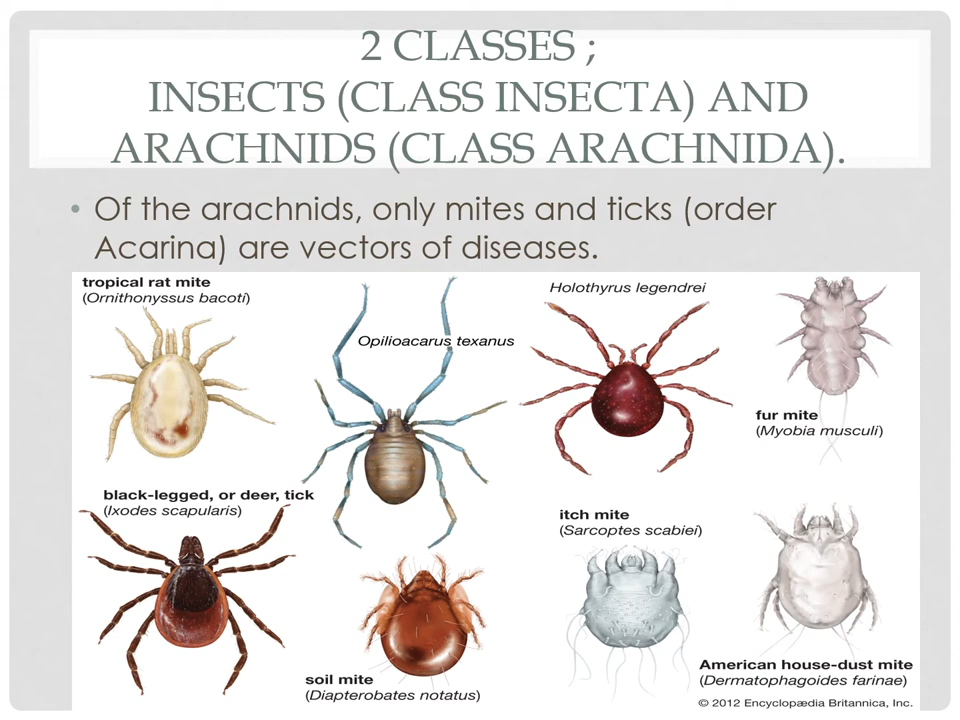 2 CLASSES ;
INSECTS (CLASS INSECTA) AND
ARACHNIDS (CLASS ARACHNIDA).
• Of the arachnids, only mites and ticks (order
Acarina) are vectors of diseases.
tropical rat mite
(Ornithonyssus bacoti)
Opilioacarus texanus
Holothyrus legendrei
fur mite
(Myobia musculi)
black-legged, or deer, tick
(Ixodes scapularis)
itch mite
(Sarcoptes scabiei)
soil mite
(Diapterobates notatus)
American house-dust mite
(Dermatophagoides farinae)
© 2012 Encyclopædia Britannica, Inc.